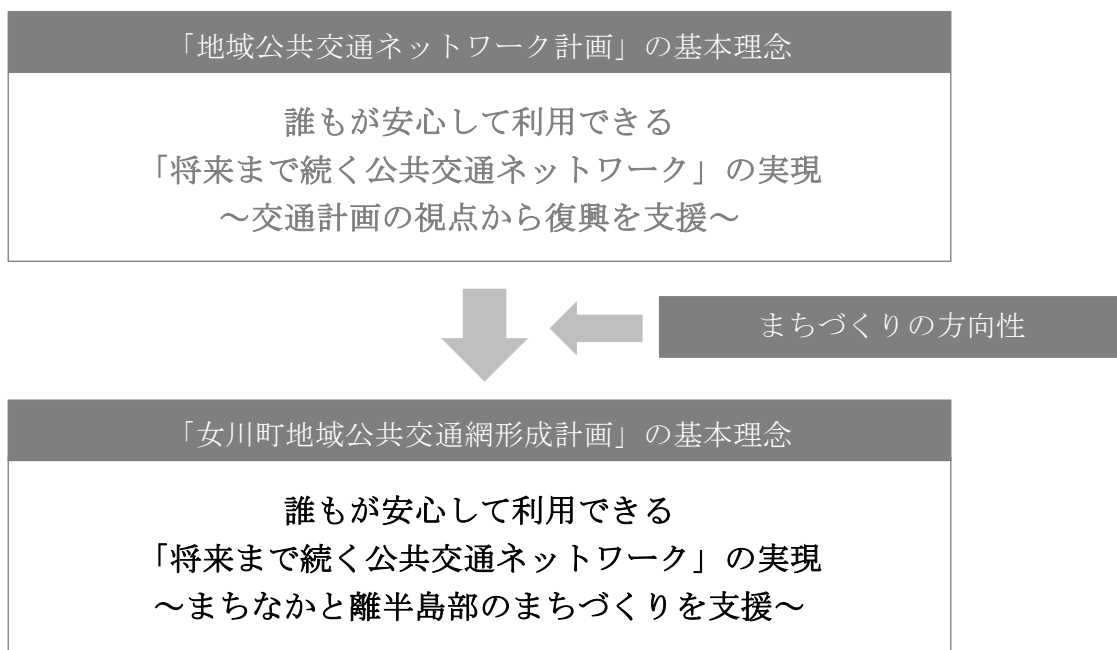 「地域公共交通ネットワーク計画」の基本理念
誰もが安心して利用できる
「将来まで続く公共交通ネットワーク」の実現
～交通計画の視点から復興を支援～
まちづくりの方向性
「女川町地域公共交通網形成計画」の基本理念
誰もが安心して利用できる
「将来まで続く公共交通ネットワーク」の実現
～まちなかと離半島部のまちづくりを支援～